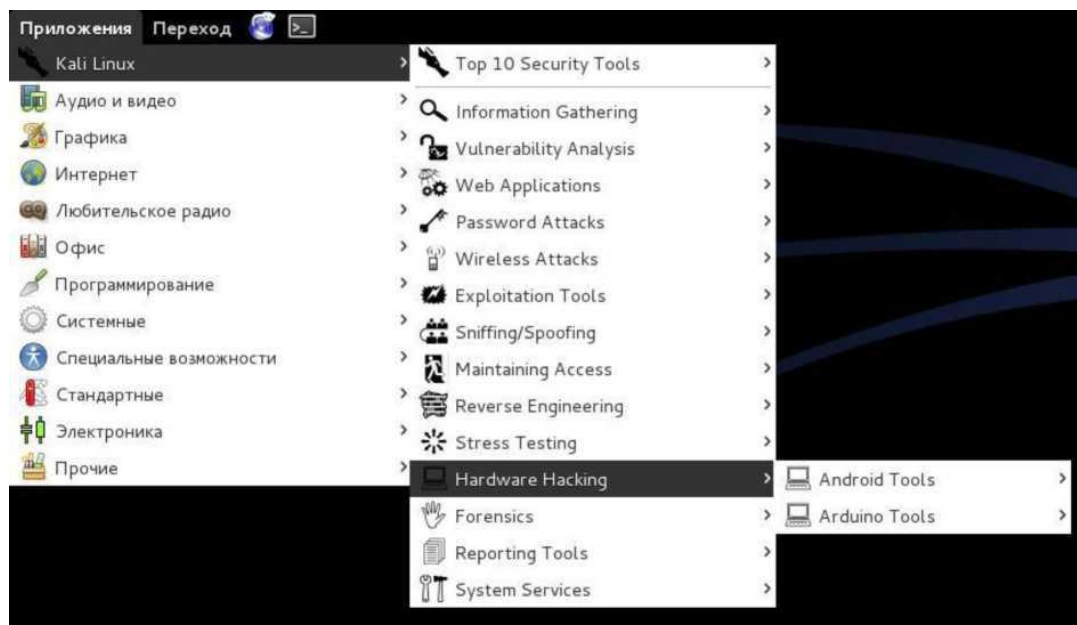 Приложения Переход
Kali Linux
Аудио и видео
Графика
Интернет
Любительское радио
Офис
Программирование
Системные
Специальные возможности
Стандартные
Электроника
Прочие
Top 10 Security Tools
Information Gathering
Vulnerability Analysis
Web Applications
Password Attacks
Wireless Attacks
Exploitation Tools
Sniffing/Spoofing
Maintaining Access
Reverse Engineering
Stress Testing
Hardware Hacking
Forensics
Reporting Tools
System Services
Android Tools
Arduino Tools